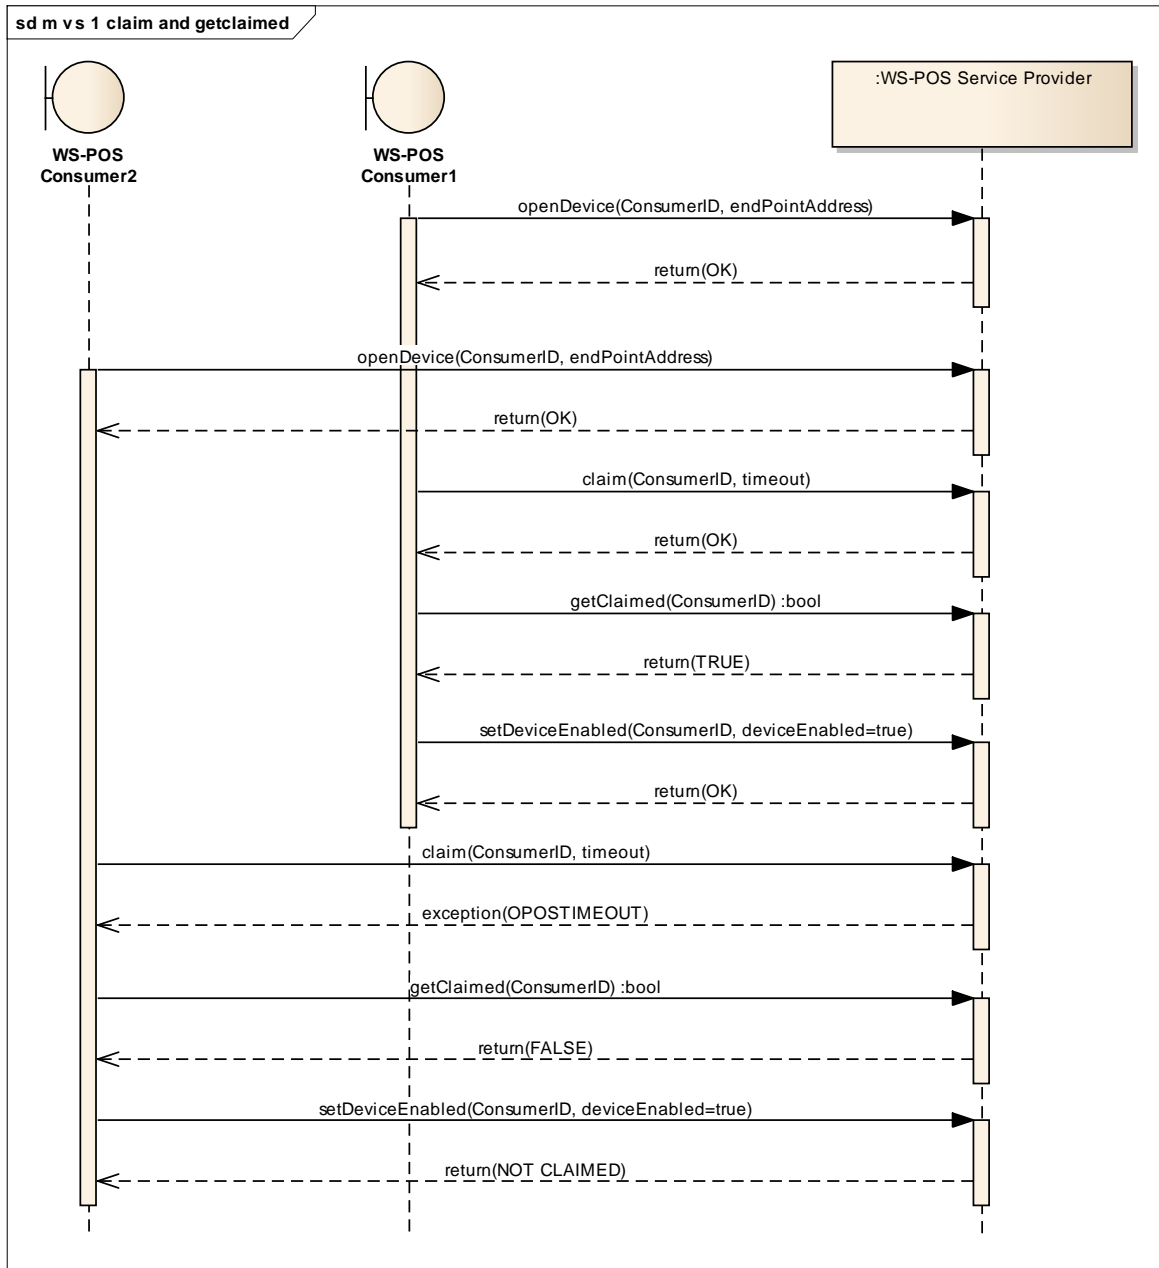 sd m vs 1 claim and getclaimed
:WS-POS Service Provider
WS-POS
Consumer2
WS-POS
Consumer1
openDevice(ConsumerID, endPointAddress)
return(OK)
openDevice(ConsumerID, endPointAddress)
return(OK)
claim(ConsumerID, timeout)
return(OK)
getClaimed(ConsumerID) :bool
return(TRUE)
setDeviceEnabled(ConsumerID, deviceEnabled=true)
return(OK)
claim(ConsumerID, timeout)
exception(OPOSTIMEOUT)
getClaimed(ConsumerID) :bool
return(FALSE)
setDeviceEnabled(ConsumerID, deviceEnabled=true)
return(NOT CLAIMED)